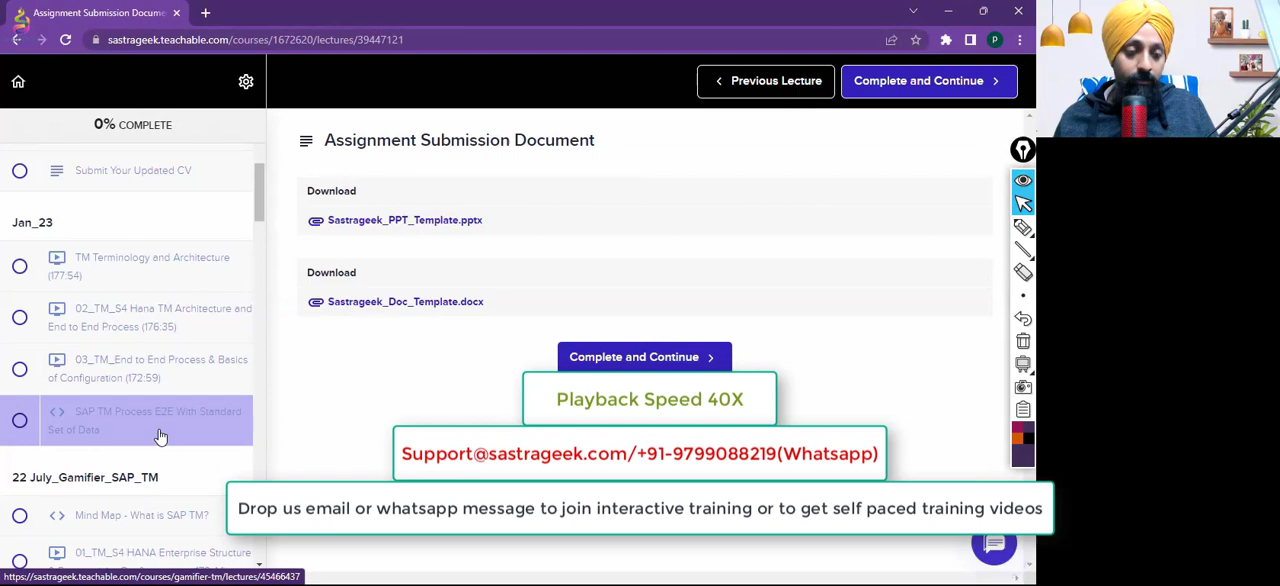 Assignment Submission Docume
sastrageek.teachable.com/courses/1672620/lectures/39447121
P
Previous Lecture
Complete and Continue
0% COMPLETE
Submit Your Updated CV
Jan_23
TM Terminology and Architecture
(177:54)
02_TM_S4 Hana TM Architecture and
End to End Process (176:35)
03_TM_End to End Process & Basics
of Configuration (172:59)
SAP TM Process E2E With Standard
Set of Data
22 July_Gamifier_SAP_TM
Mind Map - What is SAP TM?
01_TM_S4 HANA Enterprise Structure
Assignment Submission Document
Download
Sastrageek_PPT_Template.pptx
Download
Sastrageek_Doc_Template.docx
Complete and Continue
Playback Speed 40X
Support@sastrageek.com/+91-9799088219(Whatsapp)
Drop us email or whatsapp message to join interactive training or to get self paced training videos
https://sastrageek.teachable.com/courses/gamifier-tm/lectures/45466437